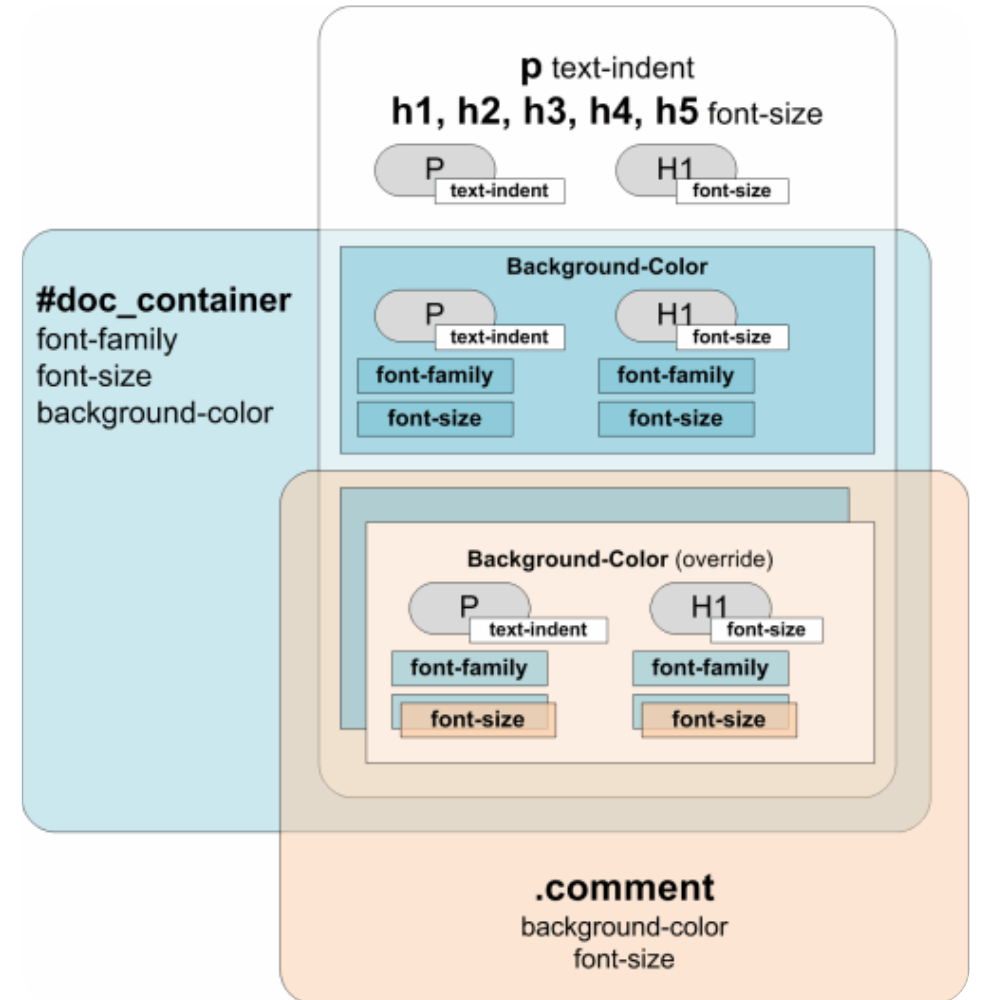 p text-indent
h1, h2, h3, h4, h5 font-size
P H1
text-indent font-size
#doc_container
font-family
font-size
background-color
Background-Color
P H1
text-indent font-size
font-family font-family
font-size font-size
Background-Color (override)
P H1
text-indent font-size
font-family font-family
font-size font-size
.comment
background-color
font-size